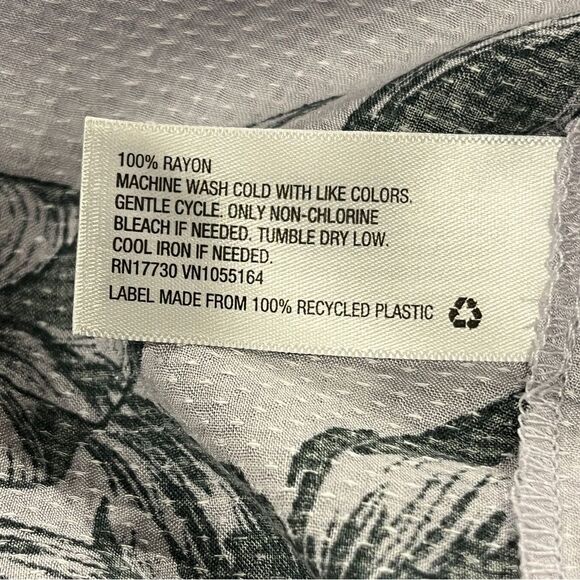 100% RAYON
MACHINE WASH COLD WITH LIKE COLORS.
GENTLE CYCLE. ONLY NON-CHLORINE
BLEACH IF NEEDED. TUMBLE DRY LOW.
COOL IRON IF NEEDED.
RN17730 VN1055164
LABEL MADE FROM 100% RECYCLED PLASTIC